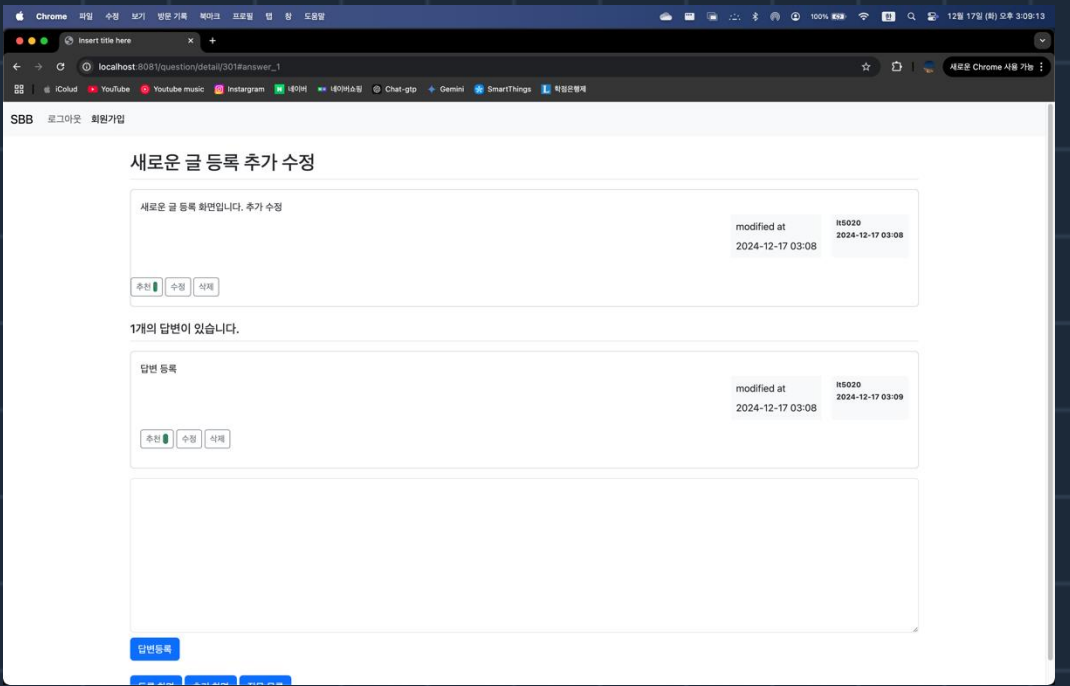 Chrome 파일 수정 보기 방문 기록 북마크 프로필 탭 창 도움말 100% 한 12월 17일 (화) 오후 3:09:13
Insert title here
localhost:8081/question/detail/301#answer_1 새로운 Chrome 사용 가능
iColud YouTube Youtube music Instargram 네이버 네이버쇼핑 Chat-gtp Gemini SmartThings 학점은행제
SBB 로그아웃 회원가입
새로운 글 등록 추가 수정
새로운 글 등록 화면입니다. 추가 수정
modified at
2024-12-17 03:08
lt5020
2024-12-17 03:08
추천 수정 삭제
1개의 답변이 있습니다.
답변 등록
modified at
2024-12-17 03:08
lt5020
2024-12-17 03:09
추천 수정 삭제
답변등록